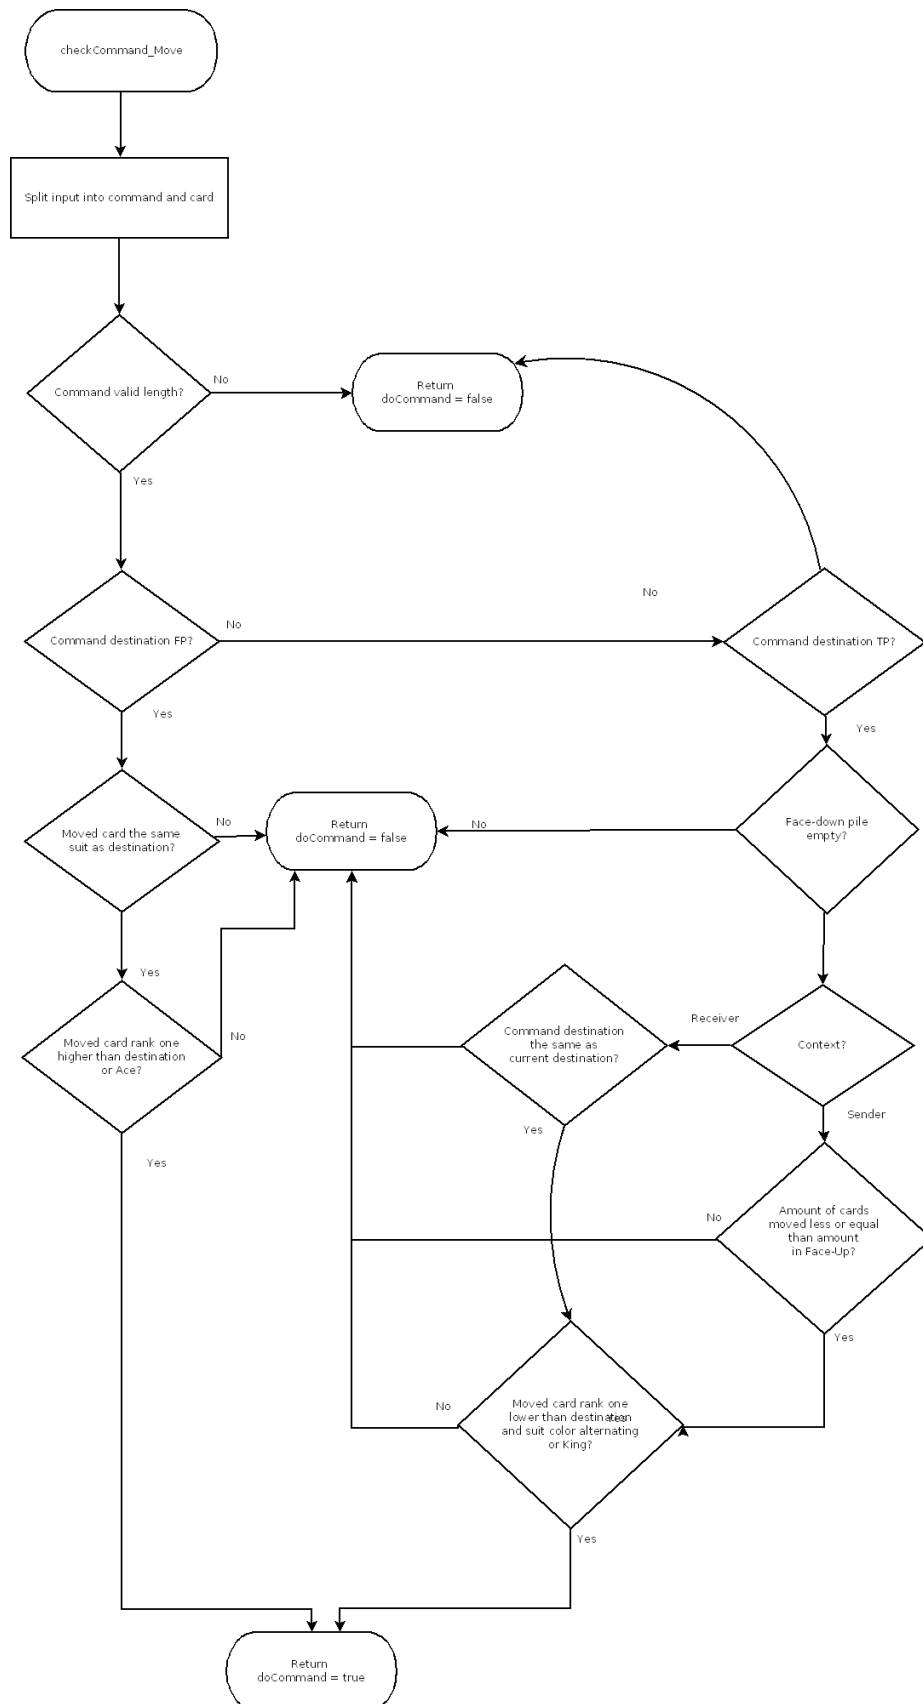 checkCommand_Move
Split input into command and card
Command valid length?
No
Return
doCommand = false
Yes
Command destination FP?
No
No
Command destination TP?
Yes
Yes
Moved card the same
suit as destination?
No
Return
doCommand = false
No
Face-down pile
empty?
Yes
Moved card rank one
higher than destination
or Ace?
No
Command destination
the same as
current destination?
Receiver
Context?
Sender
Yes
Yes
No
Amount of cards
moved less or equal
than amount
in Face-Up?
Yes
No
Moved card rank one
lower than destination
and suit color alternating
or King?
Yes
Yes
Return
doCommand = true